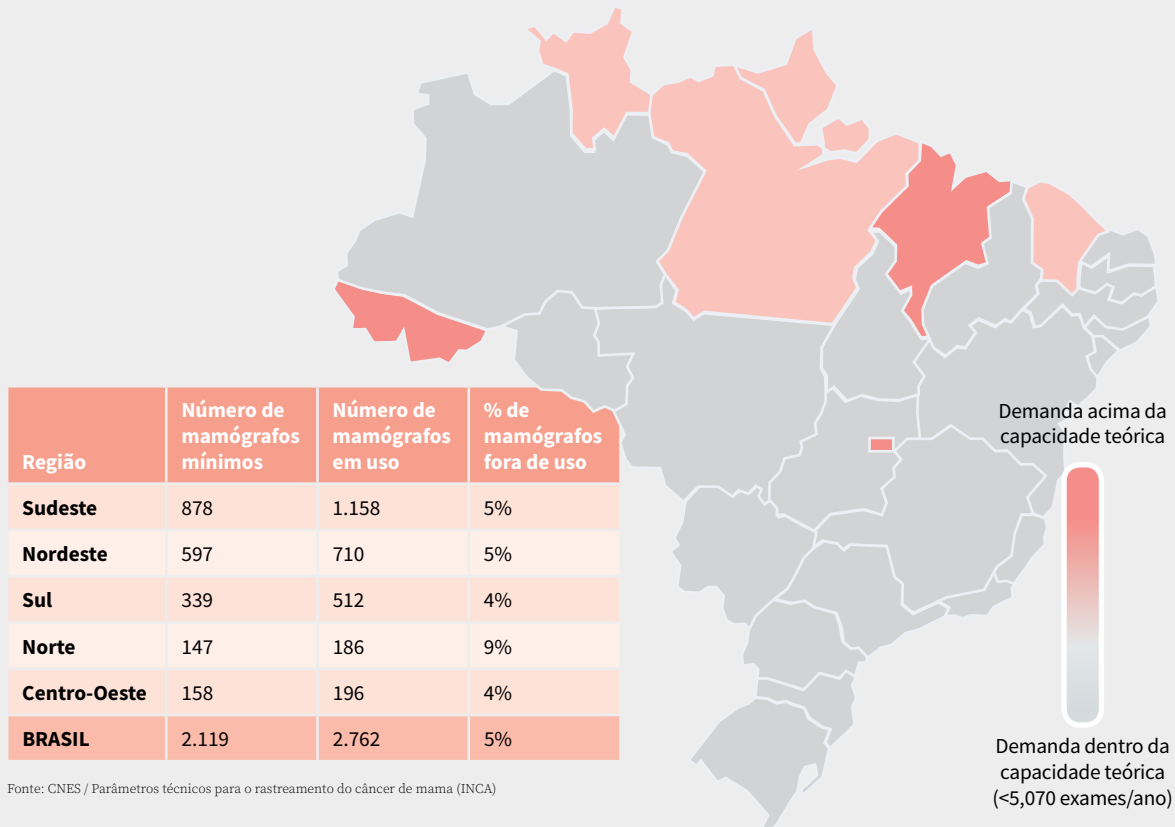 Região
Número de
mamógrafos
mínimos
Número de
mamógrafos
em uso
% de
mamógrafos
fora de uso
Sudeste 878 1.158 5%
Nordeste 597 710 5%
Sul 339 512 4%
Norte 147 186 9%
Centro-Oeste 158 196 4%
BRASIL 2.119 2.762 5%
Fonte: CNES / Parâmetros técnicos para o rastreamento do câncer de mama (INCA)
Demanda acima da
capacidade teórica
Demanda dentro da
capacidade teórica
(<5,070 exames/ano)